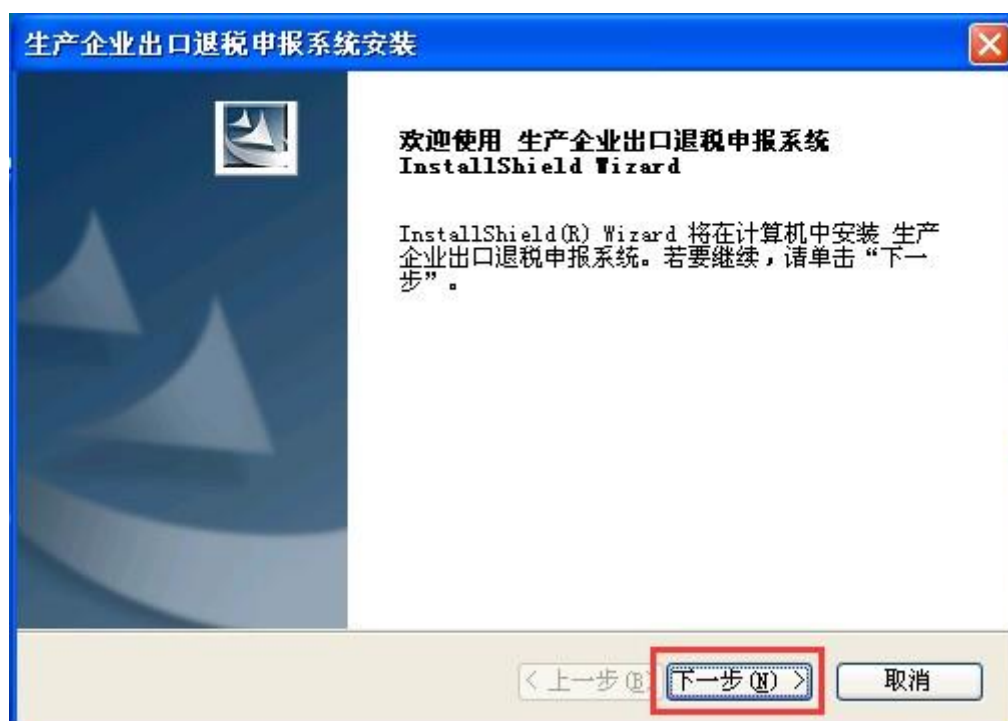 生产企业出口退税申报系统安装
欢迎使用 生产企业出口退税申报系统
InstallShield Wizard
InstallShield(R) Wizard 将在计算机中安装 生产
企业出口退税申报系统。若要继续，请单击“下一
步”。
< 上一步(B) 下一步(N) > 取消